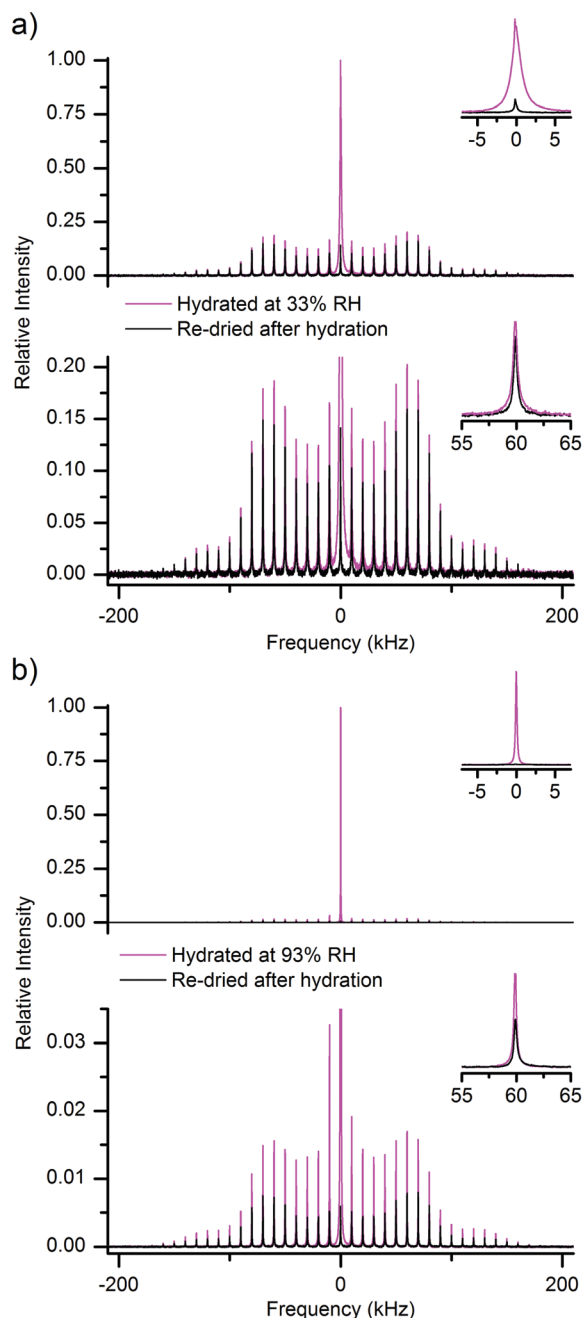 a)
1.00
0.75
0.50
0.25
0.00
-5 0 5
Relative Intensity
Hydrated at 33% RH
Re-dried after hydration
0.20
0.15
0.10
0.05
0.00
55 60 65
-200 0 200
Frequency (kHz)
b)
1.00
0.75
0.50
0.25
0.00
-5 0 5
Relative Intensity
Hydrated at 93% RH
Re-dried after hydration
0.03
0.02
0.01
0.00
55 60 65
-200 0 200
Frequency (kHz)